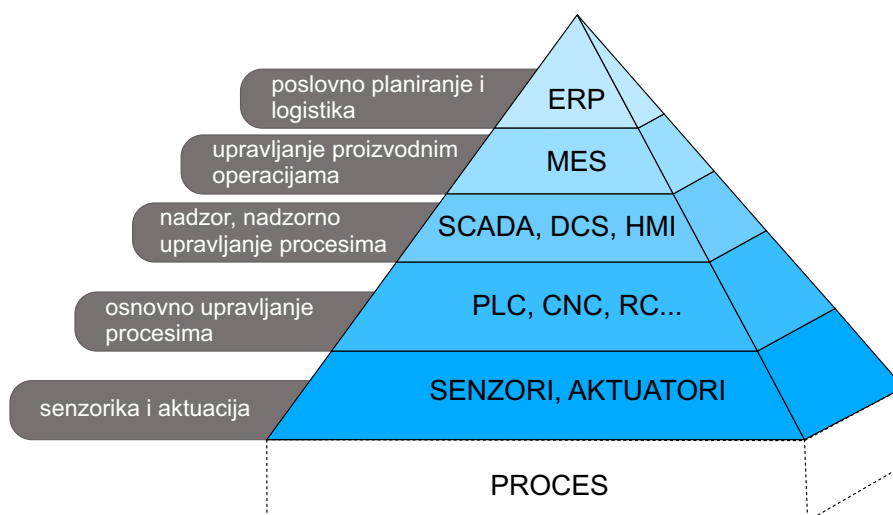 poslovno planiranje i
logistika
ERP
upravljanje proizvodnim
operacijama
MES
nadzor, nadzorno
upravljanje procesima
SCADA, DCS, HMI
osnovno upravljanje
procesima
PLC, CNC, RC...
senzorika i aktuacija
SENZORI, AKTUATORI
PROCES